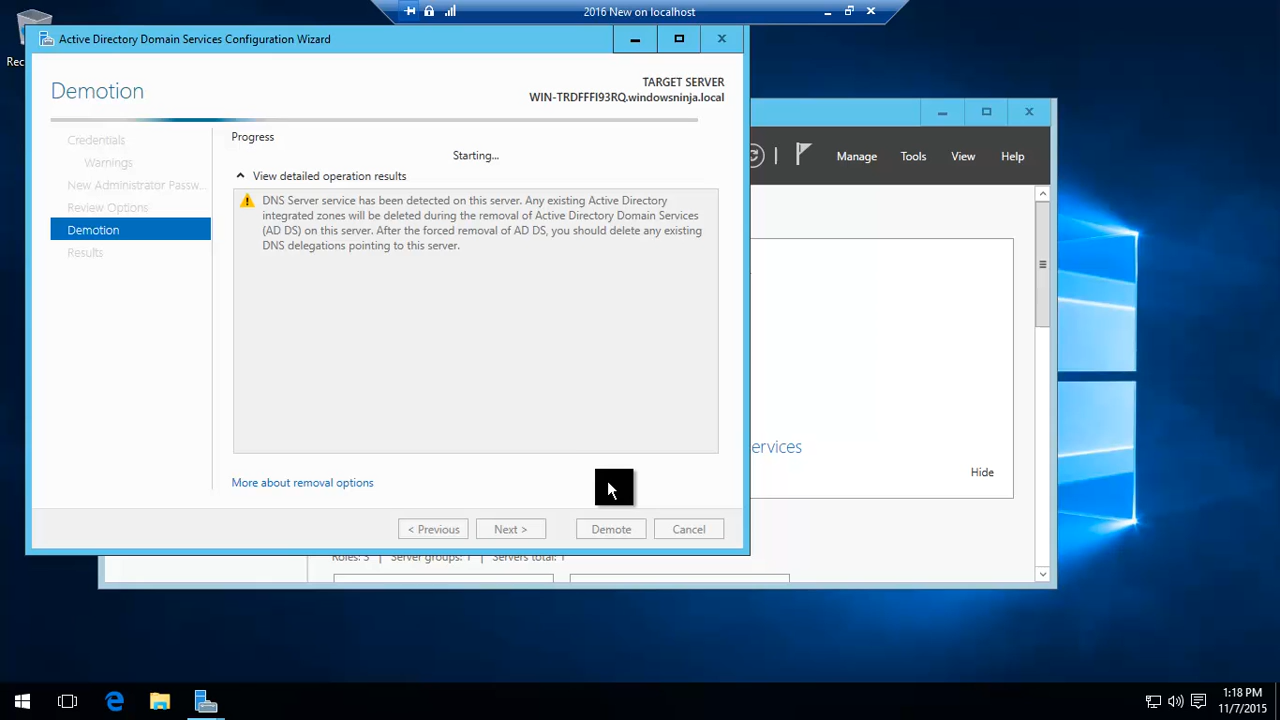 2016 New on localhost
Rec
Active Directory Domain Services Configuration Wizard
Demotion
TARGET SERVER
WIN-TRDFFFI93RQ.windowsninja.local
Credentials
Warnings
New Administrator Passw...
Review Options
Demotion
Results
Progress
Starting...
View detailed operation results
DNS Server service has been detected on this server. Any existing Active Directory
integrated zones will be deleted during the removal of Active Directory Domain Services
(AD DS) on this server. After the forced removal of AD DS, you should delete any existing
DNS delegations pointing to this server.
More about removal options
< Previous
Next >
Demote
Cancel
Manage
Tools
View
Help
ervices
Hide
Roles: 3 | Server groups: 1 | Servers total: 1
1:18 PM
11/7/2015